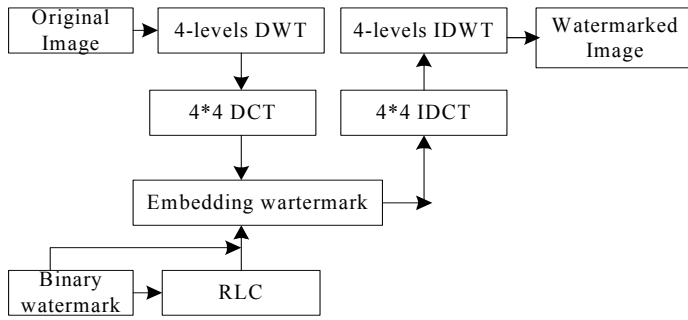 Original
Image
4-levels DWT
4-levels IDWT
Watermarked
Image
4*4 DCT
4*4 IDCT
Embedding wartermark
Binary
watermark
RLC